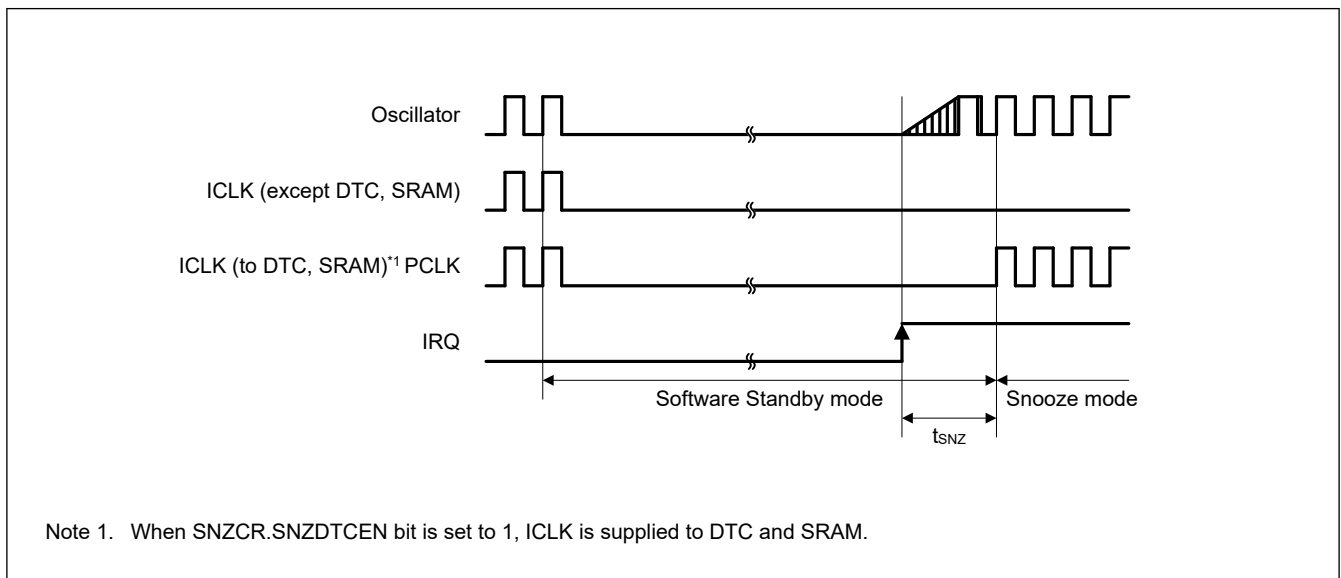 Oscillator
ICLK (except DTC, SRAM)
ICLK (to DTC, SRAM)*1 PCLK
IRQ
Software Standby mode
Snooze mode
tSNZ
Note 1. When SNZCR.SNZDTCEN bit is set to 1, ICLK is supplied to DTC and SRAM.